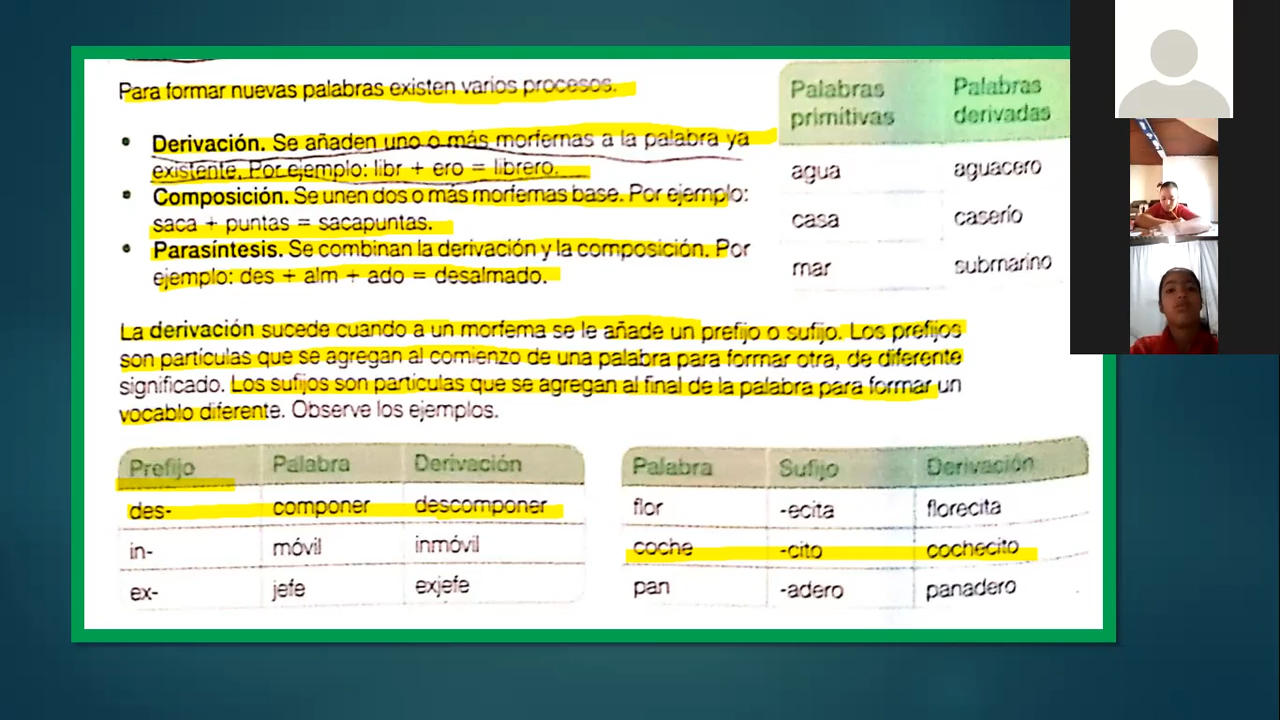 Para formar nuevas palabras existen varios procesos.
• Derivación. Se añaden uno o más morfemas a la palabra ya
existente. Por ejemplo: libr + ero = librero.
• Composición. Se unen dos o más morfemas base. Por ejemplo:
saca + puntas = sacapuntas.
• Parasíntesis. Se combinan la derivación y la composición. Por
ejemplo: des + alm + ado = desalmado.
Palabras primitivas Palabras derivadas
agua aguacero
casa caserío
mar submarino
La derivación sucede cuando a un morfema se le añade un prefijo o sufijo. Los prefijos
son partículas que se agregan al comienzo de una palabra para formar otra, de diferente
significado. Los sufijos son partículas que se agregan al final de la palabra para formar un
vocablo diferente. Observe los ejemplos.
Prefijo Palabra Derivación
des- componer descomponer
in- móvil inmóvil
ex- jefe exjefe
Palabra Sufijo Derivación
flor -ecita florecita
coche -cito cochecito
pan -adero panadero